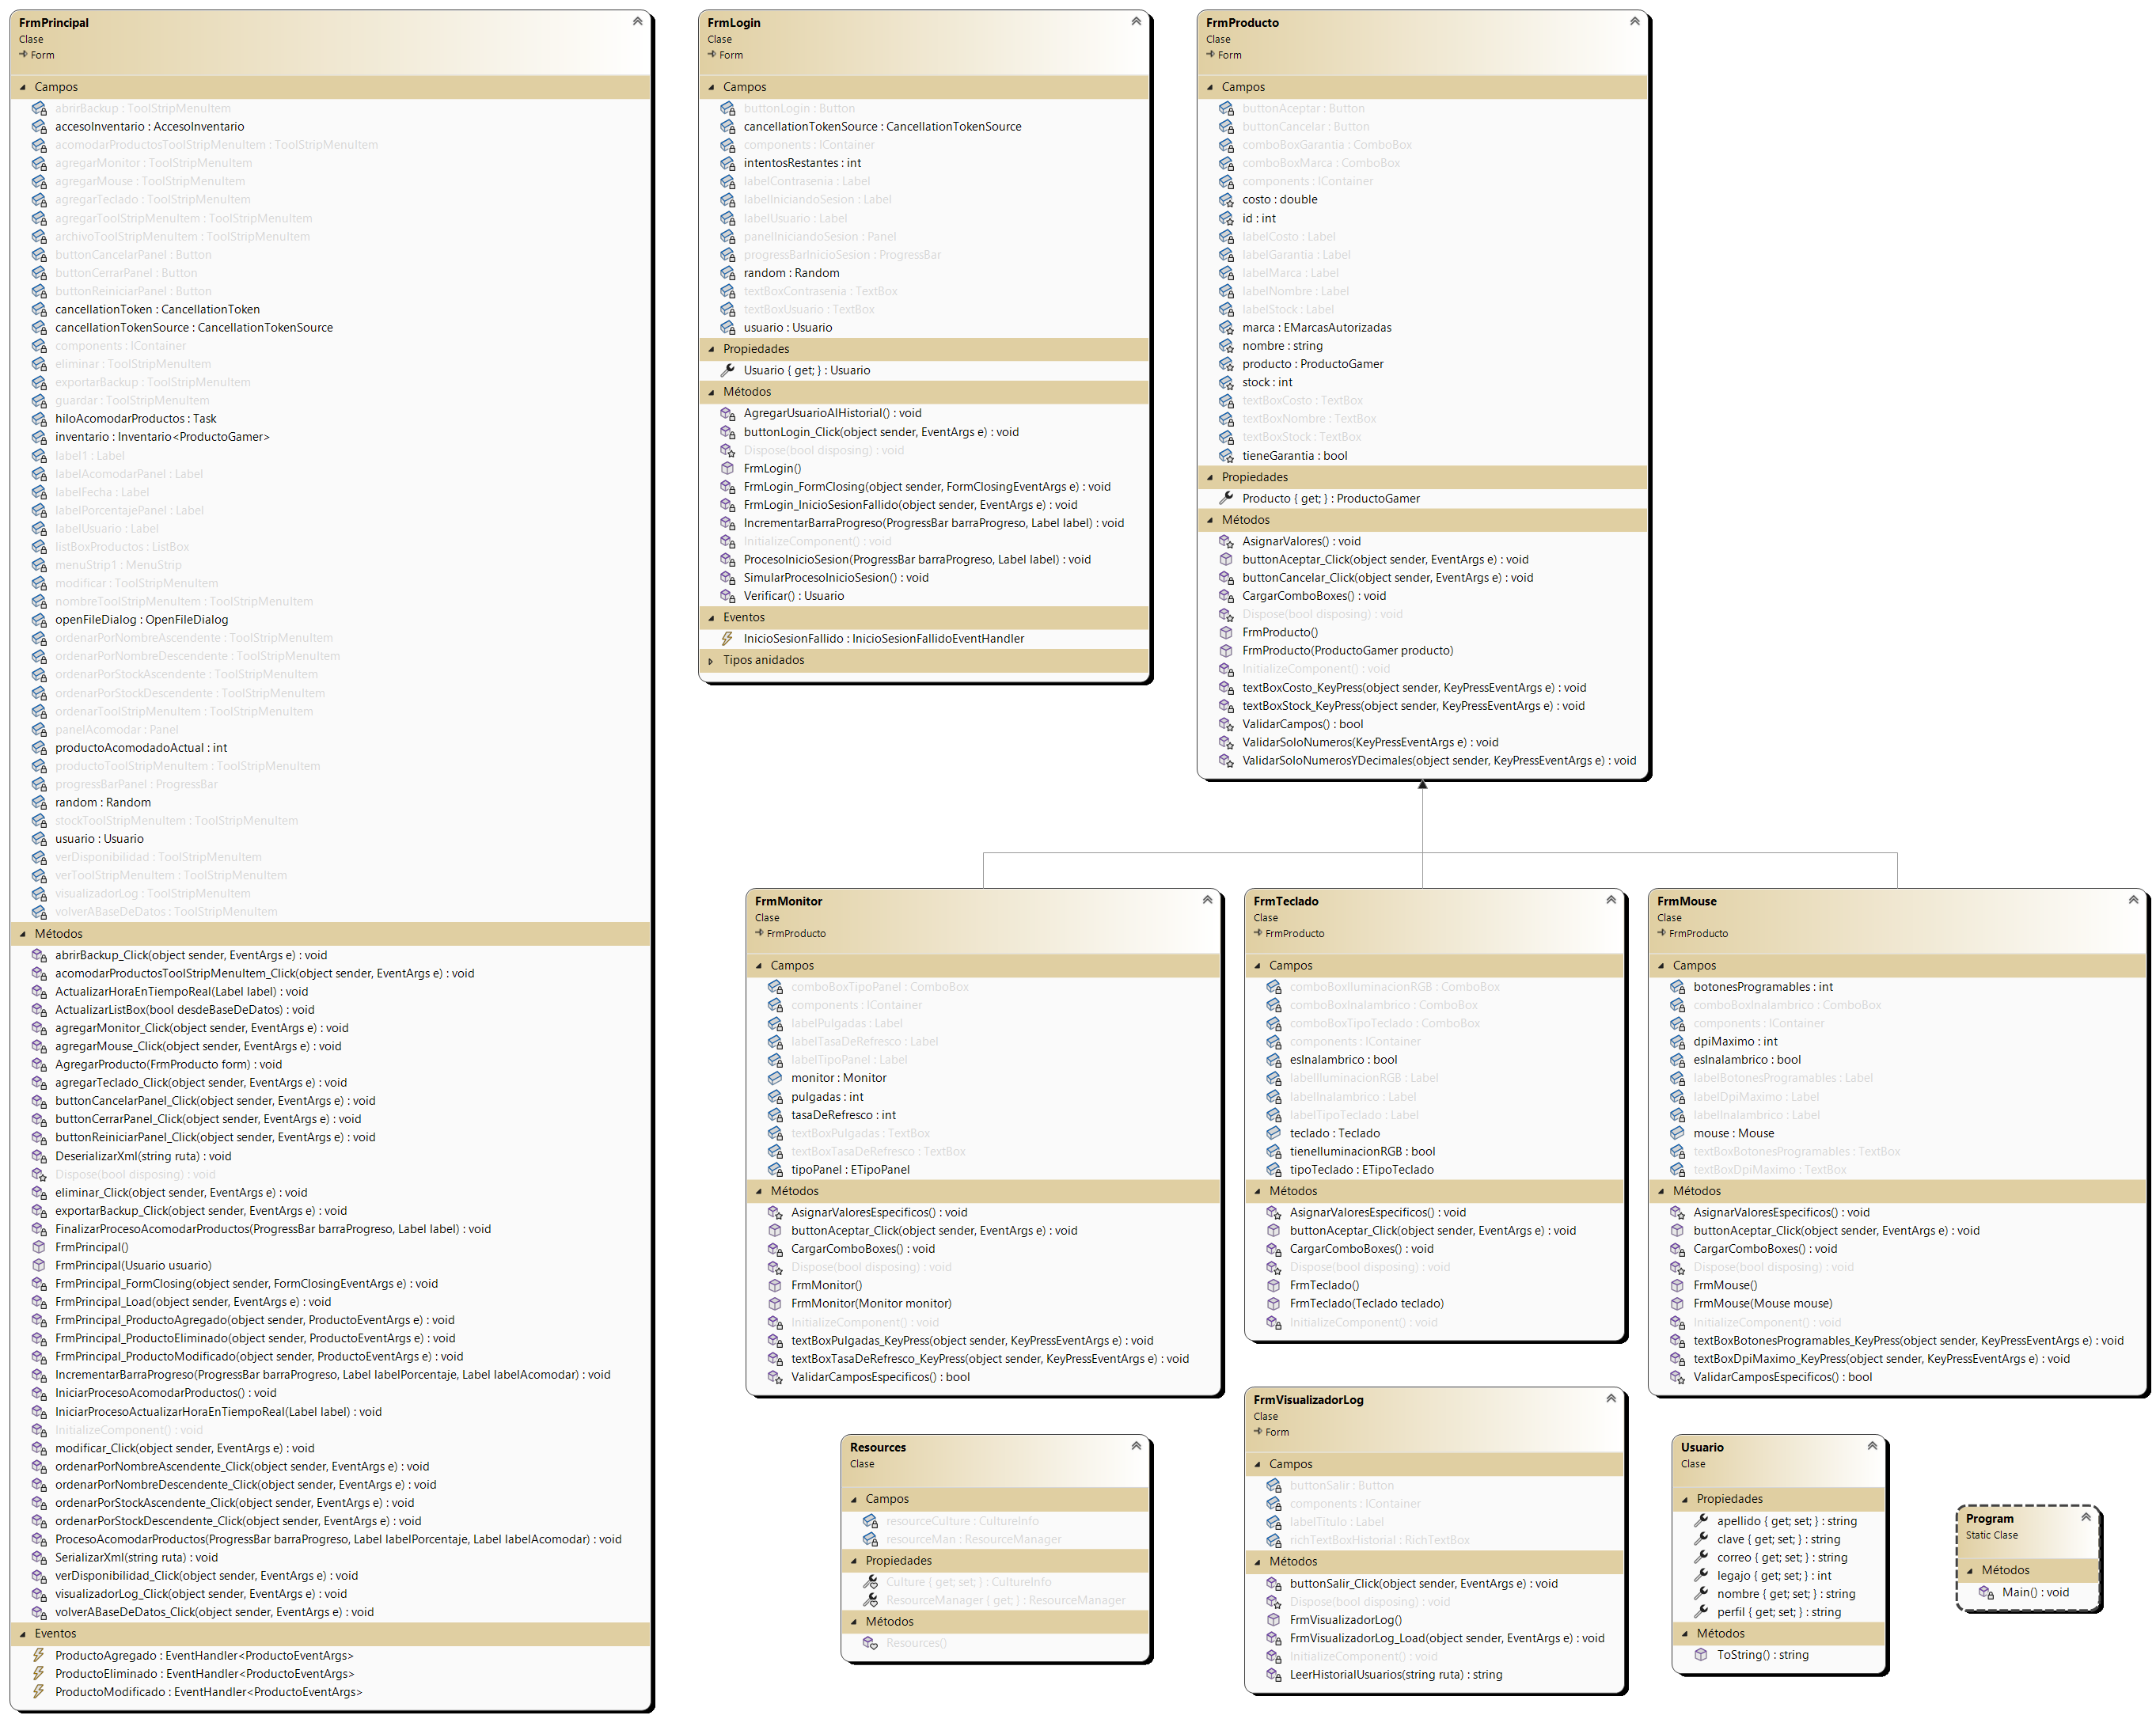 FrmPrincipal
Clase
Form
Campos
abrirBackup : ToolStripMenuItem
accesoInventario : AccesoInventario
acomodarProductosToolStripMenuItem : ToolStripMenuItem
agregarMonitor : ToolStripMenuItem
agregarMouse : ToolStripMenuItem
agregarTeclado : ToolStripMenuItem
agregarToolStripMenuItem : ToolStripMenuItem
archivoToolStripMenuItem : ToolStripMenuItem
buttonCancelarPanel : Button
buttonCerrarPanel : Button
buttonReiniciarPanel : Button
cancellationToken : CancellationToken
cancellationTokenSource : CancellationTokenSource
components : IContainer
eliminar : ToolStripMenuItem
exportarBackup : ToolStripMenuItem
guardar : ToolStripMenuItem
hiloAcomodarProductos : Task
inventario : Inventario<ProductoGamer>
label1 : Label
labelAcomodarPanel : Label
labelFecha : Label
labelPorcentajePanel : Label
labelUsuario : Label
listBoxProductos : ListBox
menuStrip1 : MenuStrip
modificar : ToolStripMenuItem
nombreToolStripMenuItem : ToolStripMenuItem
openFileDialog : OpenFileDialog
ordenarPorNombreAscendente : ToolStripMenuItem
ordenarPorNombreDescendente : ToolStripMenuItem
ordenarPorStockAscendente : ToolStripMenuItem
ordenarPorStockDescendente : ToolStripMenuItem
ordenarToolStripMenuItem : ToolStripMenuItem
panelAcomodar : Panel
productoAcomodadoActual : int
productoToolStripMenuItem : ToolStripMenuItem
progressBarPanel : ProgressBar
random : Random
stockToolStripMenuItem : ToolStripMenuItem
usuario : Usuario
verDisponibilidad : ToolStripMenuItem
verToolStripMenuItem : ToolStripMenuItem
visualizadorLog : ToolStripMenuItem
volverABaseDeDatos : ToolStripMenuItem
Métodos
abrirBackup_Click(object sender, EventArgs e) : void
acomodarProductosToolStripMenuItem_Click(object sender, EventArgs e) : void
ActualizarHoraEnTiempoReal(Label label) : void
ActualizarListBox(bool desdeBaseDeDatos) : void
agregarMonitor_Click(object sender, EventArgs e) : void
agregarMouse_Click(object sender, EventArgs e) : void
AgregarProducto(FrmProducto form) : void
agregarTeclado_Click(object sender, EventArgs e) : void
buttonCancelarPanel_Click(object sender, EventArgs e) : void
buttonCerrarPanel_Click(object sender, EventArgs e) : void
buttonReiniciarPanel_Click(object sender, EventArgs e) : void
DeserializarXml(string ruta) : void
Dispose(bool disposing) : void
eliminar_Click(object sender, EventArgs e) : void
exportarBackup_Click(object sender, EventArgs e) : void
FinalizarProcesoAcomodarProductos(ProgressBar barraProgreso, Label label) : void
FrmPrincipal()
FrmPrincipal(Usuario usuario)
FrmPrincipal_FormClosing(object sender, FormClosingEventArgs e) : void
FrmPrincipal_Load(object sender, EventArgs e) : void
FrmPrincipal_ProductoAgregado(object sender, ProductoEventArgs e) : void
FrmPrincipal_ProductoEliminado(object sender, ProductoEventArgs e) : void
FrmPrincipal_ProductoModificado(object sender, ProductoEventArgs e) : void
IncrementarBarraProgreso(ProgressBar barraProgreso, Label labelPorcentaje, Label labelAcomodar) : void
IniciarProcesoAcomodarProductos() : void
IniciarProcesoActualizarHoraEnTiempoReal(Label label) : void
InitializeComponent() : void
modificar_Click(object sender, EventArgs e) : void
ordenarPorNombreAscendente_Click(object sender, EventArgs e) : void
ordenarPorNombreDescendente_Click(object sender, EventArgs e) : void
ordenarPorStockAscendente_Click(object sender, EventArgs e) : void
ordenarPorStockDescendente_Click(object sender, EventArgs e) : void
ProcesoAcomodarProductos(ProgressBar barraProgreso, Label labelPorcentaje, Label labelAcomodar) : void
SerializarXml(string ruta) : void
verDisponibilidad_Click(object sender, EventArgs e) : void
visualizadorLog_Click(object sender, EventArgs e) : void
volverABaseDeDatos_Click(object sender, EventArgs e) : void
Eventos
ProductoAgregado : EventHandler<ProductoEventArgs>
ProductoEliminado : EventHandler<ProductoEventArgs>
ProductoModificado : EventHandler<ProductoEventArgs>
FrmLogin
Clase
Form
Campos
buttonLogin : Button
cancellationTokenSource : CancellationTokenSource
components : IContainer
intentosRestantes : int
labelContrasenia : Label
labelIniciandoSesion : Label
labelUsuario : Label
panelIniciandoSesion : Panel
progressBarInicioSesion : ProgressBar
random : Random
textBoxContrasenia : TextBox
textBoxUsuario : TextBox
usuario : Usuario
Propiedades
Usuario { get; } : Usuario
Métodos
AgregarUsuarioAlHistorial() : void
buttonLogin_Click(object sender, EventArgs e) : void
Dispose(bool disposing) : void
FrmLogin()
FrmLogin_FormClosing(object sender, FormClosingEventArgs e) : void
FrmLogin_InicioSesionFallido(object sender, EventArgs e) : void
IncrementarBarraProgreso(ProgressBar barraProgreso, Label label) : void
InitializeComponent() : void
ProcesoInicioSesion(ProgressBar barraProgreso, Label label) : void
SimularProcesoInicioSesion() : void
Verificar() : Usuario
Eventos
InicioSesionFallido : InicioSesionFallidoEventHandler
Tipos anidados
FrmProducto
Clase
Form
Campos
buttonAceptar : Button
buttonCancelar : Button
comboBoxGarantia : ComboBox
comboBoxMarca : ComboBox
components : IContainer
costo : double
id : int
labelCosto : Label
labelGarantia : Label
labelMarca : Label
labelNombre : Label
labelStock : Label
marca : EMarcasAutorizadas
nombre : string
producto : ProductoGamer
stock : int
textBoxCosto : TextBox
textBoxNombre : TextBox
textBoxStock : TextBox
tieneGarantia : bool
Propiedades
Producto { get; } : ProductoGamer
Métodos
AsignarValores() : void
buttonAceptar_Click(object sender, EventArgs e) : void
buttonCancelar_Click(object sender, EventArgs e) : void
CargarComboBoxes() : void
Dispose(bool disposing) : void
FrmProducto()
FrmProducto(ProductoGamer producto)
InitializeComponent() : void
textBoxCosto_KeyPress(object sender, KeyPressEventArgs e) : void
textBoxStock_KeyPress(object sender, KeyPressEventArgs e) : void
ValidarCampos() : bool
ValidarSoloNumeros(KeyPressEventArgs e) : void
ValidarSoloNumerosYDecimales(object sender, KeyPressEventArgs e) : void
FrmMonitor
Clase
FrmProducto
Campos
comboBoxTipoPanel : ComboBox
components : IContainer
labelPulgadas : Label
labelTasaDeRefresco : Label
labelTipoPanel : Label
monitor : Monitor
pulgadas : int
tasaDeRefresco : int
textBoxPulgadas : TextBox
textBoxTasaDeRefresco : TextBox
tipoPanel : ETipoPanel
Métodos
AsignarValoresEspecificos() : void
buttonAceptar_Click(object sender, EventArgs e) : void
CargarComboBoxes() : void
Dispose(bool disposing) : void
FrmMonitor()
FrmMonitor(Monitor monitor)
InitializeComponent() : void
textBoxPulgadas_KeyPress(object sender, KeyPressEventArgs e) : void
textBoxTasaDeRefresco_KeyPress(object sender, KeyPressEventArgs e) : void
ValidarCamposEspecificos() : bool
FrmTeclado
Clase
FrmProducto
Campos
comboBoxIluminacionRGB : ComboBox
comboBoxInalambrico : ComboBox
comboBoxTipoTeclado : ComboBox
components : IContainer
esInalambrico : bool
labelIluminacionRGB : Label
labelInalambrico : Label
labelTipoTeclado : Label
teclado : Teclado
tieneIluminacionRGB : bool
tipoTeclado : ETipoTeclado
Métodos
AsignarValoresEspecificos() : void
buttonAceptar_Click(object sender, EventArgs e) : void
CargarComboBoxes() : void
Dispose(bool disposing) : void
FrmTeclado()
FrmTeclado(Teclado teclado)
InitializeComponent() : void
FrmMouse
Clase
FrmProducto
Campos
botonesProgramables : int
comboBoxInalambrico : ComboBox
components : IContainer
dpiMaximo : int
esInalambrico : bool
labelBotonesProgramables : Label
labelDpiMaximo : Label
labelInalambrico : Label
mouse : Mouse
textBoxBotonesProgramables : TextBox
textBoxDpiMaximo : TextBox
Métodos
AsignarValoresEspecificos() : void
buttonAceptar_Click(object sender, EventArgs e) : void
CargarComboBoxes() : void
Dispose(bool disposing) : void
FrmMouse()
FrmMouse(Mouse mouse)
InitializeComponent() : void
textBoxBotonesProgramables_KeyPress(object sender, KeyPressEventArgs e) : void
textBoxDpiMaximo_KeyPress(object sender, KeyPressEventArgs e) : void
ValidarCamposEspecificos() : bool
Resources
Clase
Campos
resourceCulture : CultureInfo
resourceMan : ResourceManager
Propiedades
Culture { get; set; } : CultureInfo
ResourceManager { get; } : ResourceManager
Métodos
Resources()
FrmVisualizadorLog
Clase
Form
Campos
buttonSalir : Button
components : IContainer
labelTitulo : Label
richTextBoxHistorial : RichTextBox
Métodos
buttonSalir_Click(object sender, EventArgs e) : void
Dispose(bool disposing) : void
FrmVisualizadorLog()
FrmVisualizadorLog_Load(object sender, EventArgs e) : void
InitializeComponent() : void
LeerHistorialUsuarios(string ruta) : string
Usuario
Clase
Propiedades
apellido { get; set; } : string
clave { get; set; } : string
correo { get; set; } : string
legajo { get; set; } : int
nombre { get; set; } : string
perfil { get; set; } : string
Métodos
ToString() : string
Program
Static Clase
Métodos
Main() : void